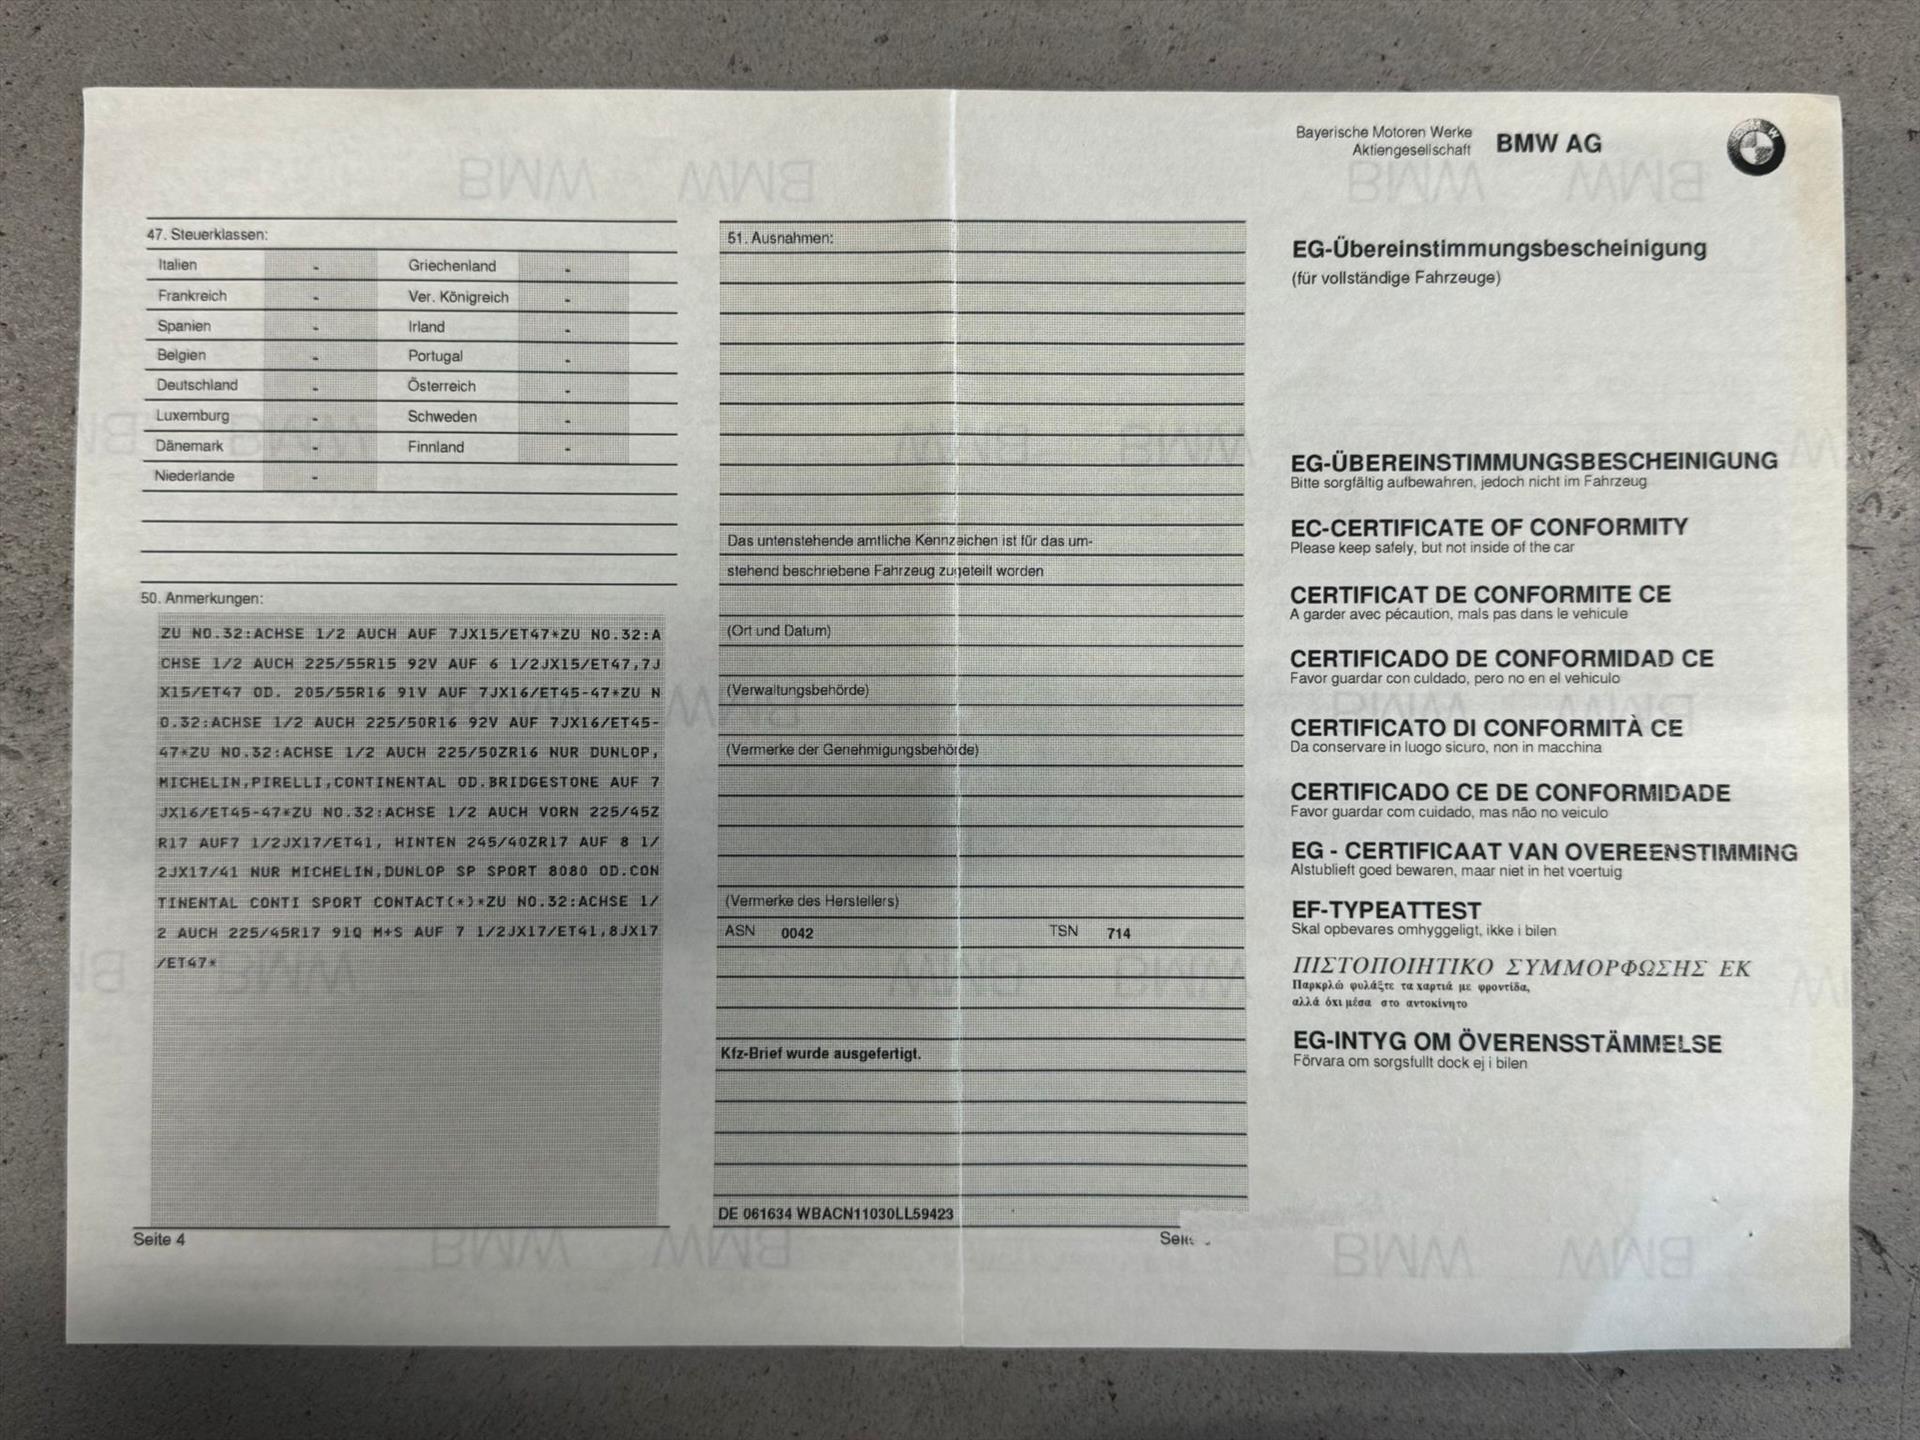 47. Steuerklassen:
Italien - Griechenland -
Frankreich - Ver. Königreich -
Spanien - Irland -
Belgien - Portugal -
Deutschland - Österreich -
Luxemburg - Schweden -
Dänemark - Finnland -
Niederlande -
50. Anmerkungen:
ZU NO.32:ACHSE 1/2 AUCH AUF 7JX15/ET47*ZU NO.32:A
CHSE 1/2 AUCH 225/55R15 92V AUF 6 1/2JX15/ET47,7J
X15/ET47 OD. 205/55R16 91V AUF 7JX16/ET45-47*ZU N
O.32:ACHSE 1/2 AUCH 225/50R16 92V AUF 7JX16/ET45-
47*ZU NO.32:ACHSE 1/2 AUCH 225/50ZR16 NUR DUNLOP,
MICHELIN,PIRELLI,CONTINENTAL OD.BRIDGESTONE AUF 7
JX16/ET45-47*ZU NO.32:ACHSE 1/2 AUCH VORN 225/45Z
R17 AUF7 1/2JX17/ET41, HINTEN 245/40ZR17 AUF 8 1/
2JX17/41 NUR MICHELIN,DUNLOP SP SPORT 8080 OD.CON
TINENTAL CONTI SPORT CONTACT(*)*ZU NO.32:ACHSE 1/
2 AUCH 225/45R17 91Q M+S AUF 7 1/2JX17/ET41,8JX17
/ET47*
Seite 4
51. Ausnahmen:
Das untenstehende amtliche Kennzeichen ist für das um-
stehend beschriebene Fahrzeug zugeteilt worden
(Ort und Datum)
(Verwaltungsbehörde)
(Vermerke der Genehmigungsbehörde)
(Vermerke des Herstellers)
ASN 0042 TSN 714
Kfz-Brief wurde ausgefertigt.
DE 061634 WBACN11030LL59423
Bayerische Motoren Werke
Aktiengesellschaft BMW AG
EG-Übereinstimmungsbescheinigung
(für vollständige Fahrzeuge)
EG-ÜBEREINSTIMMUNGSBESCHEINIGUNG
Bitte sorgfältig aufbewahren, jedoch nicht im Fahrzeug
EC-CERTIFICATE OF CONFORMITY
Please keep safely, but not inside of the car
CERTIFICAT DE CONFORMITE CE
A garder avec pécaution, mals pas dans le vehicule
CERTIFICADO DE CONFORMIDAD CE
Favor guardar con culdado, pero no en el vehiculo
CERTIFICATO DI CONFORMITÀ CE
Da conservare in luogo sicuro, non in macchina
CERTIFICADO CE DE CONFORMIDADE
Favor guardar com cuidado, mas não no veiculo
EG - CERTIFICAAT VAN OVEREENSTIMMING
Alstublieft goed bewaren, maar niet in het voertuig
EF-TYPEATTEST
Skal opbevares omhyggeligt, ikke i bilen
ΠΙΣΤΟΠΟΙΗΤΙΚΟ ΣΥΜΜΟΡΦΩΣΗΣ ΕΚ
Παρκρλώ φυλάξτε τα χαρτιά με φροντίδα,
αλλά όχι μέσα στο αντοκίνητο
EG-INTYG OM ÖVERENSSTÄMMELSE
Förvara om sorgsfullt dock ej i bilen